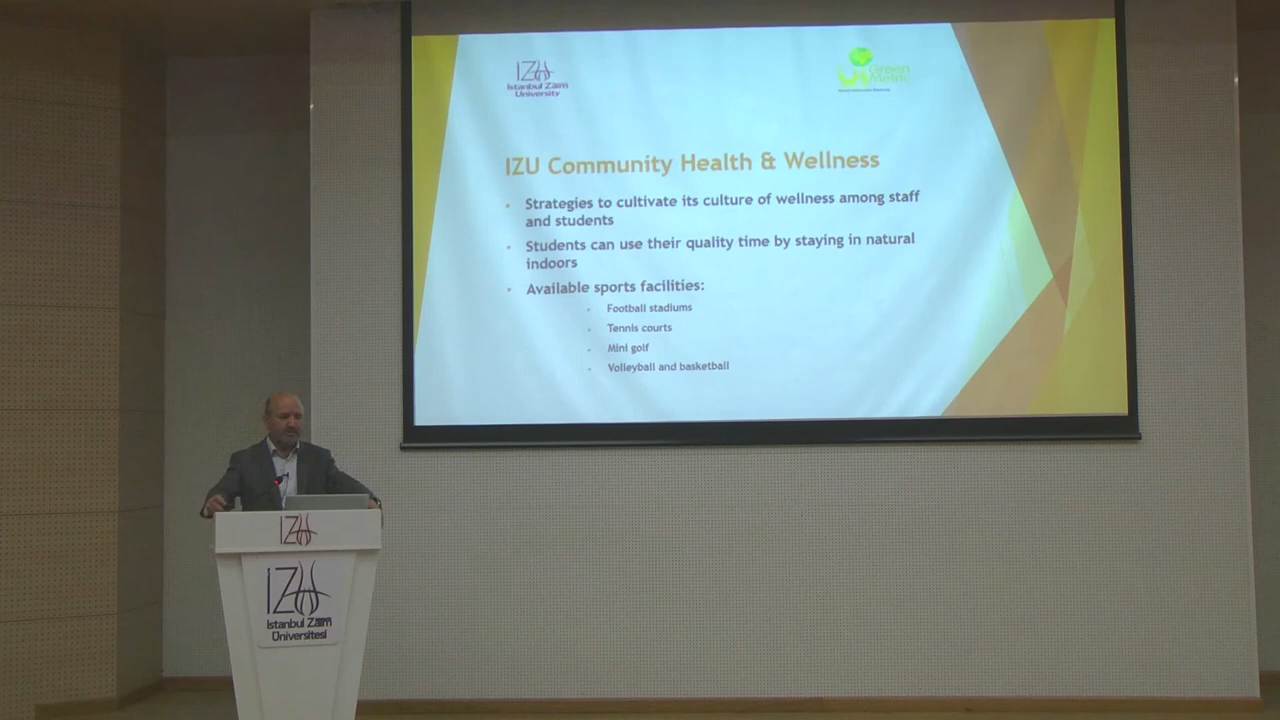 IZU
Istanbul Zaim
University
UI
Green
Metric
IZU Community Health & Wellness
Strategies to cultivate its culture of wellness among staff
and students
Students can use their quality time by staying in natural
indoors
Available sports facilities:
Football stadiums
Tennis courts
Mini golf
Volleyball and basketball
IZU
IZU
Istanbul Zaim
Üniversitesi